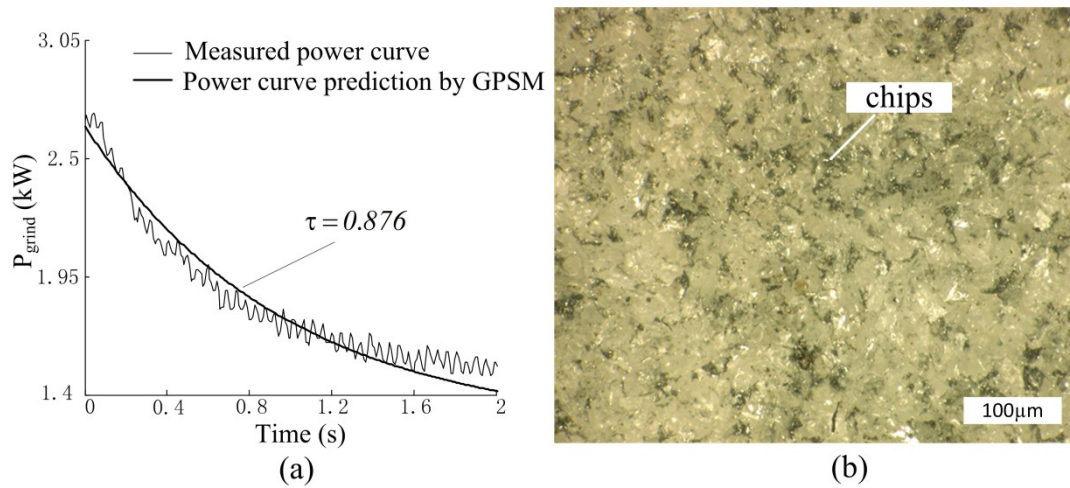 3.05
Measured power curve
Power curve prediction by GPSM
2.5
P_grind (kW)
τ = 0.876
1.95
1.4
0 0.4 0.8 1.2 1.6 2
Time (s)
(a)
chips
100μm
(b)